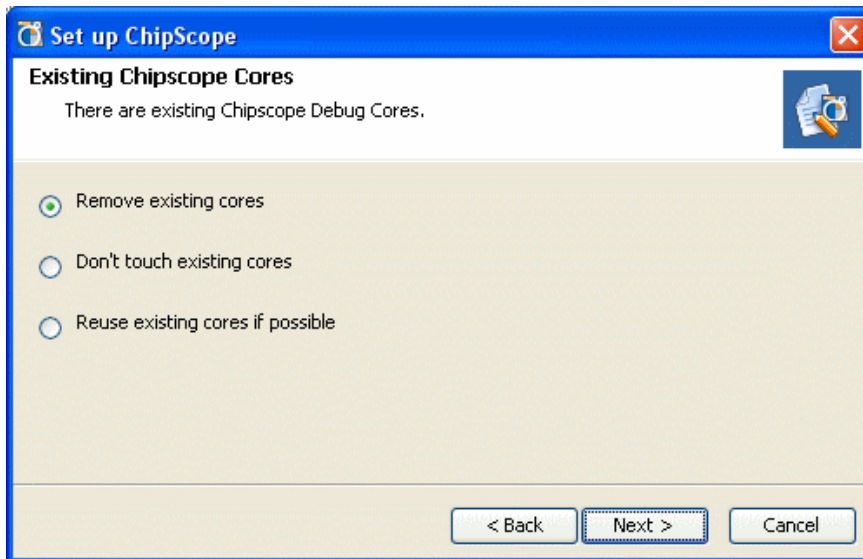 Set up ChipScope
Existing Chipscope Cores
There are existing Chipscope Debug Cores.
Remove existing cores
Don't touch existing cores
Reuse existing cores if possible
< Back Next > Cancel